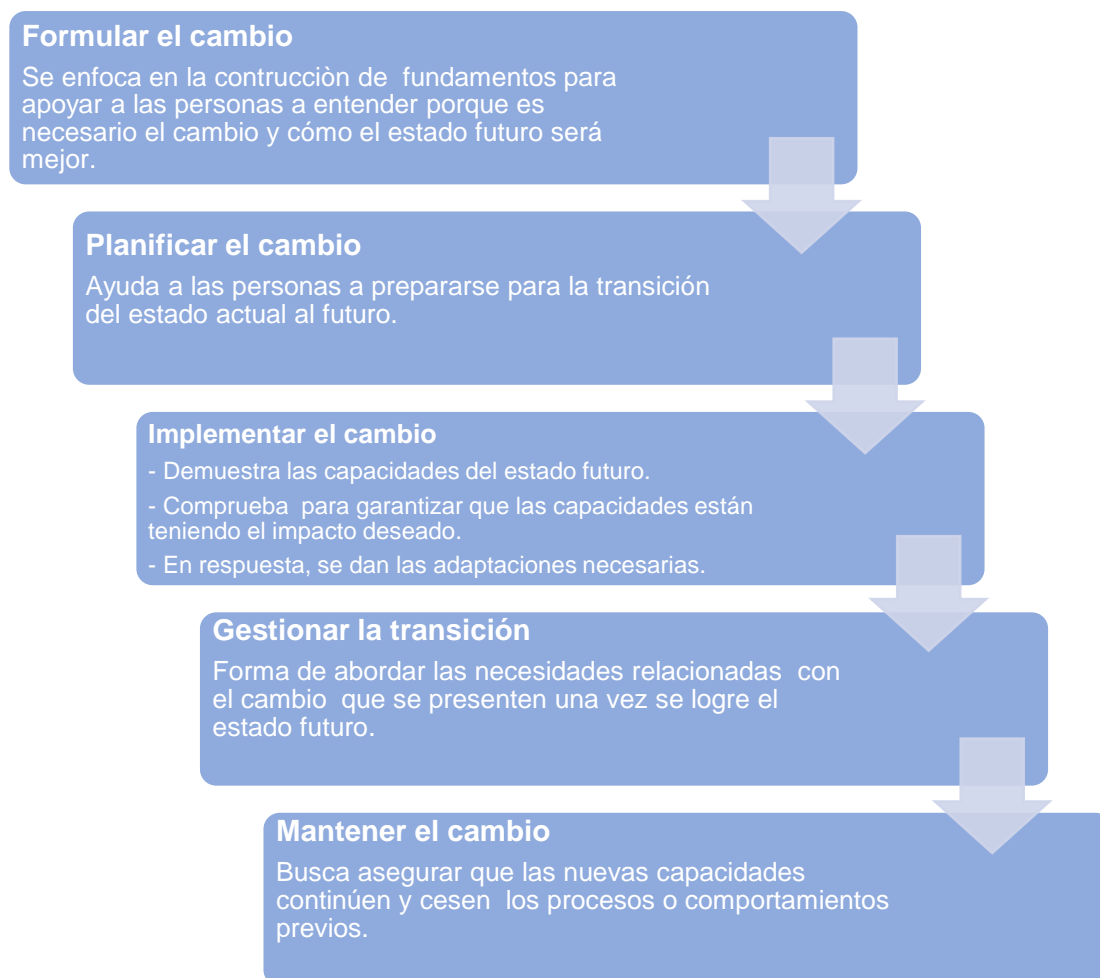 Formular el cambio
Se enfoca en la contrucciòn de  fundamentos para
apoyar a las personas a entender porque es
necesario el cambio y cómo el estado futuro será
mejor.
Planificar el cambio
Ayuda a las personas a prepararse para la transición
del estado actual al futuro.
Implementar el cambio
- Demuestra las capacidades del estado futuro.
- Comprueba  para garantizar que las capacidades están
teniendo el impacto deseado.
- En respuesta, se dan las adaptaciones necesarias.
Gestionar la transición
Forma de abordar las necesidades relacionadas  con
el cambio  que se presenten una vez se logre el
estado futuro.
Mantener el cambio
Busca asegurar que las nuevas capacidades
continúen y cesen  los procesos o comportamientos
previos.